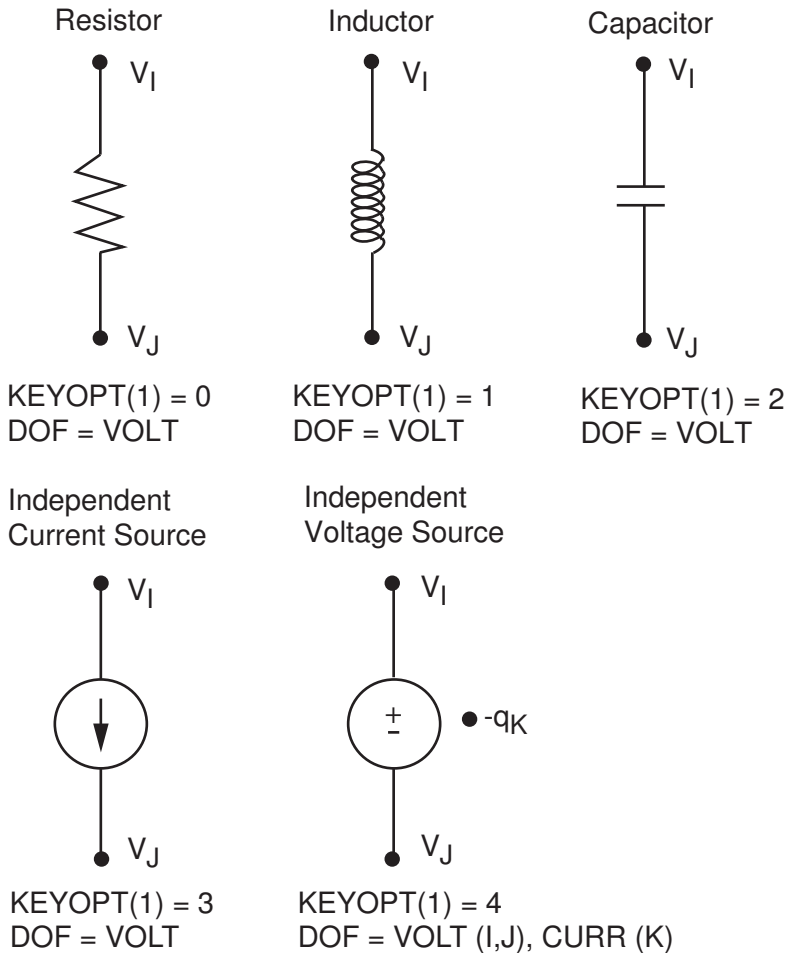 Resistor
Inductor
Capacitor
VI
VI
VI
VJ
VJ
VJ
KEYOPT(1) = 0
DOF = VOLT
KEYOPT(1) = 1
DOF = VOLT
KEYOPT(1) = 2
DOF = VOLT
Independent
Current Source
Independent
Voltage Source
VI
VI
+
-
-qK
VJ
VJ
KEYOPT(1) = 3
DOF = VOLT
KEYOPT(1) = 4
DOF = VOLT (I,J), CURR (K)